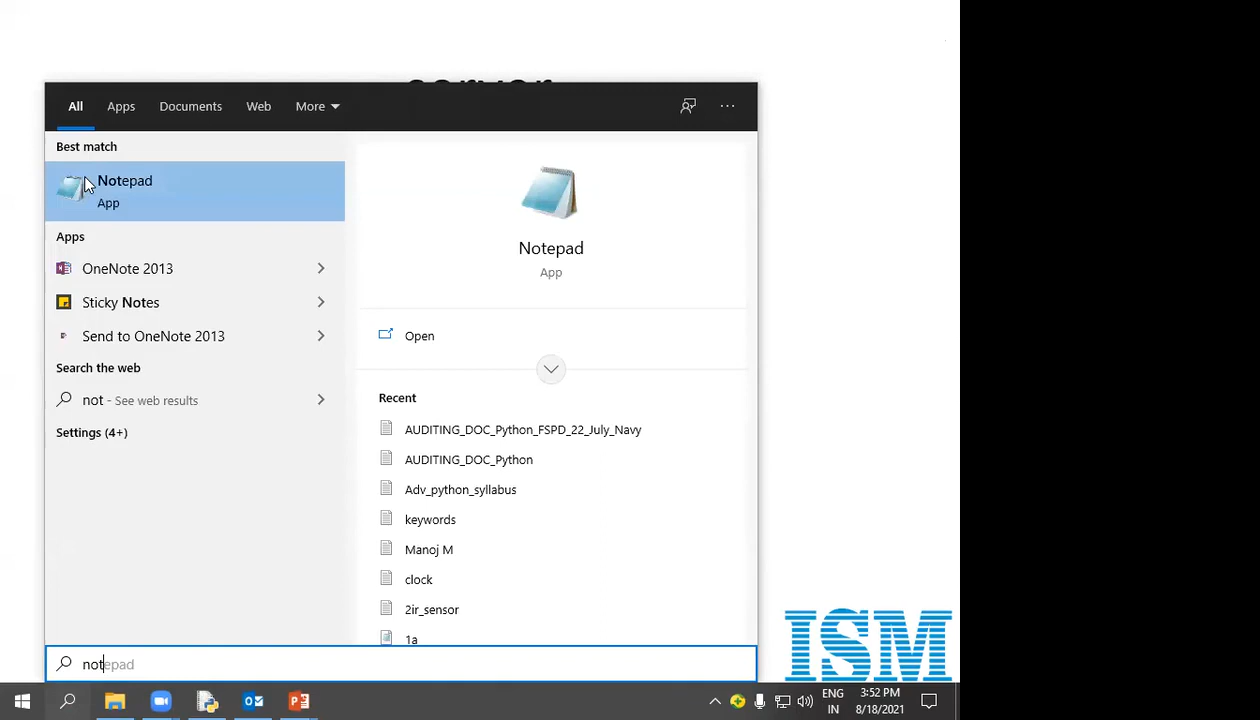 All Apps Documents Web More
Best match
Notepad
App
Apps
OneNote 2013
Sticky Notes
Send to OneNote 2013
Search the web
not - See web results
Settings (4+)
Notepad
App
Open
Recent
AUDITING_DOC_Python_FSPD_22_July_Navy
AUDITING_DOC_Python
Adv_python_syllabus
keywords
Manoj M
clock
2ir_sensor
1a
notepad
ISM
ENG
IN
3:52 PM
8/18/2021